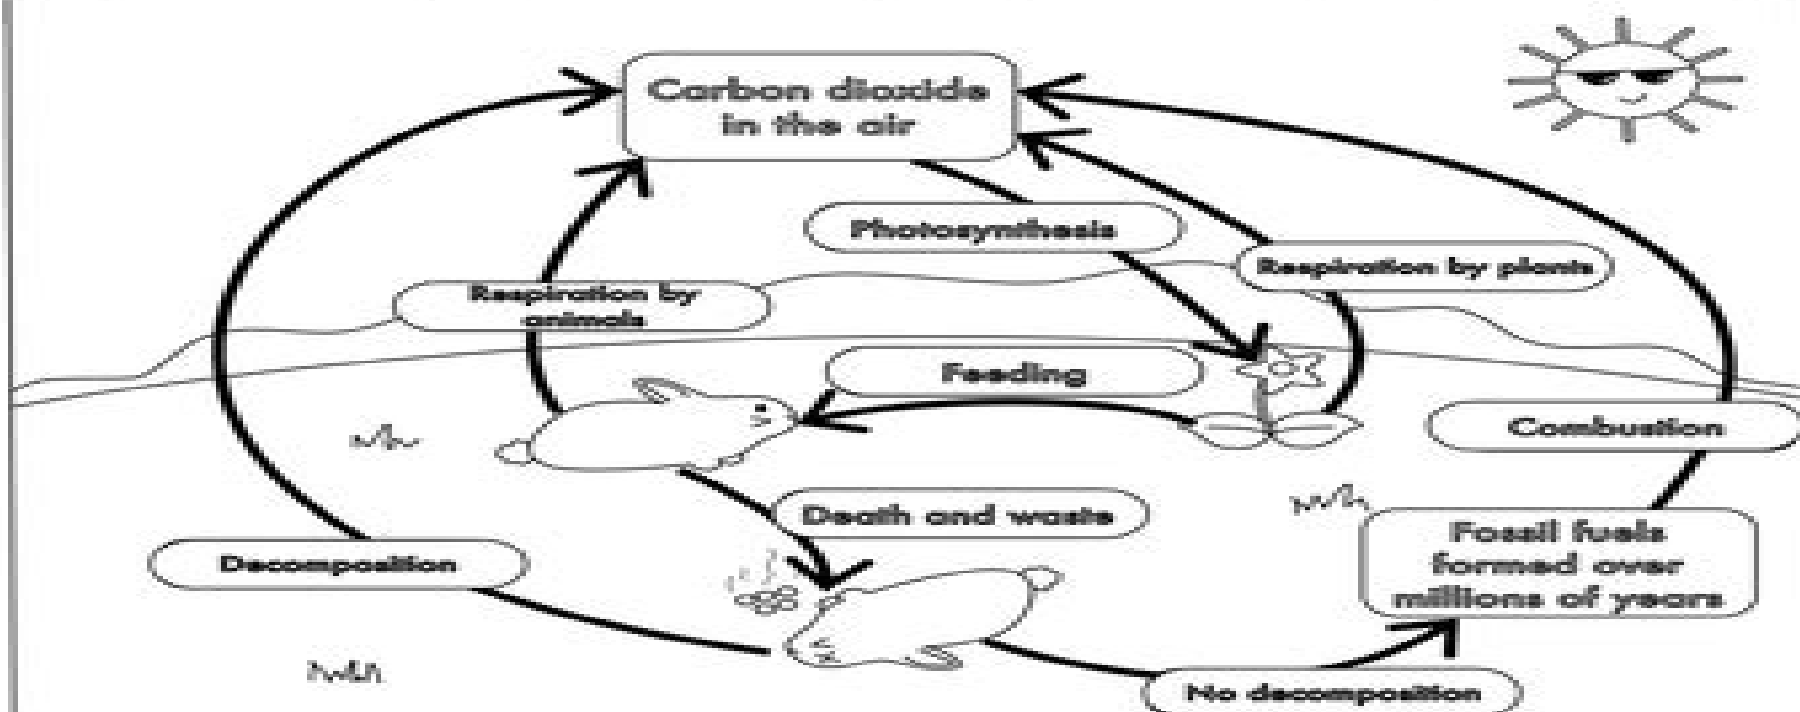 Carbon dioxide
in the air
Photosynthesis
Respiration by plants
Respiration by
animals
Feeding
Combustion
Death and waste
Fossil fuels
formed over
millions of years
Decomposition
No decomposition